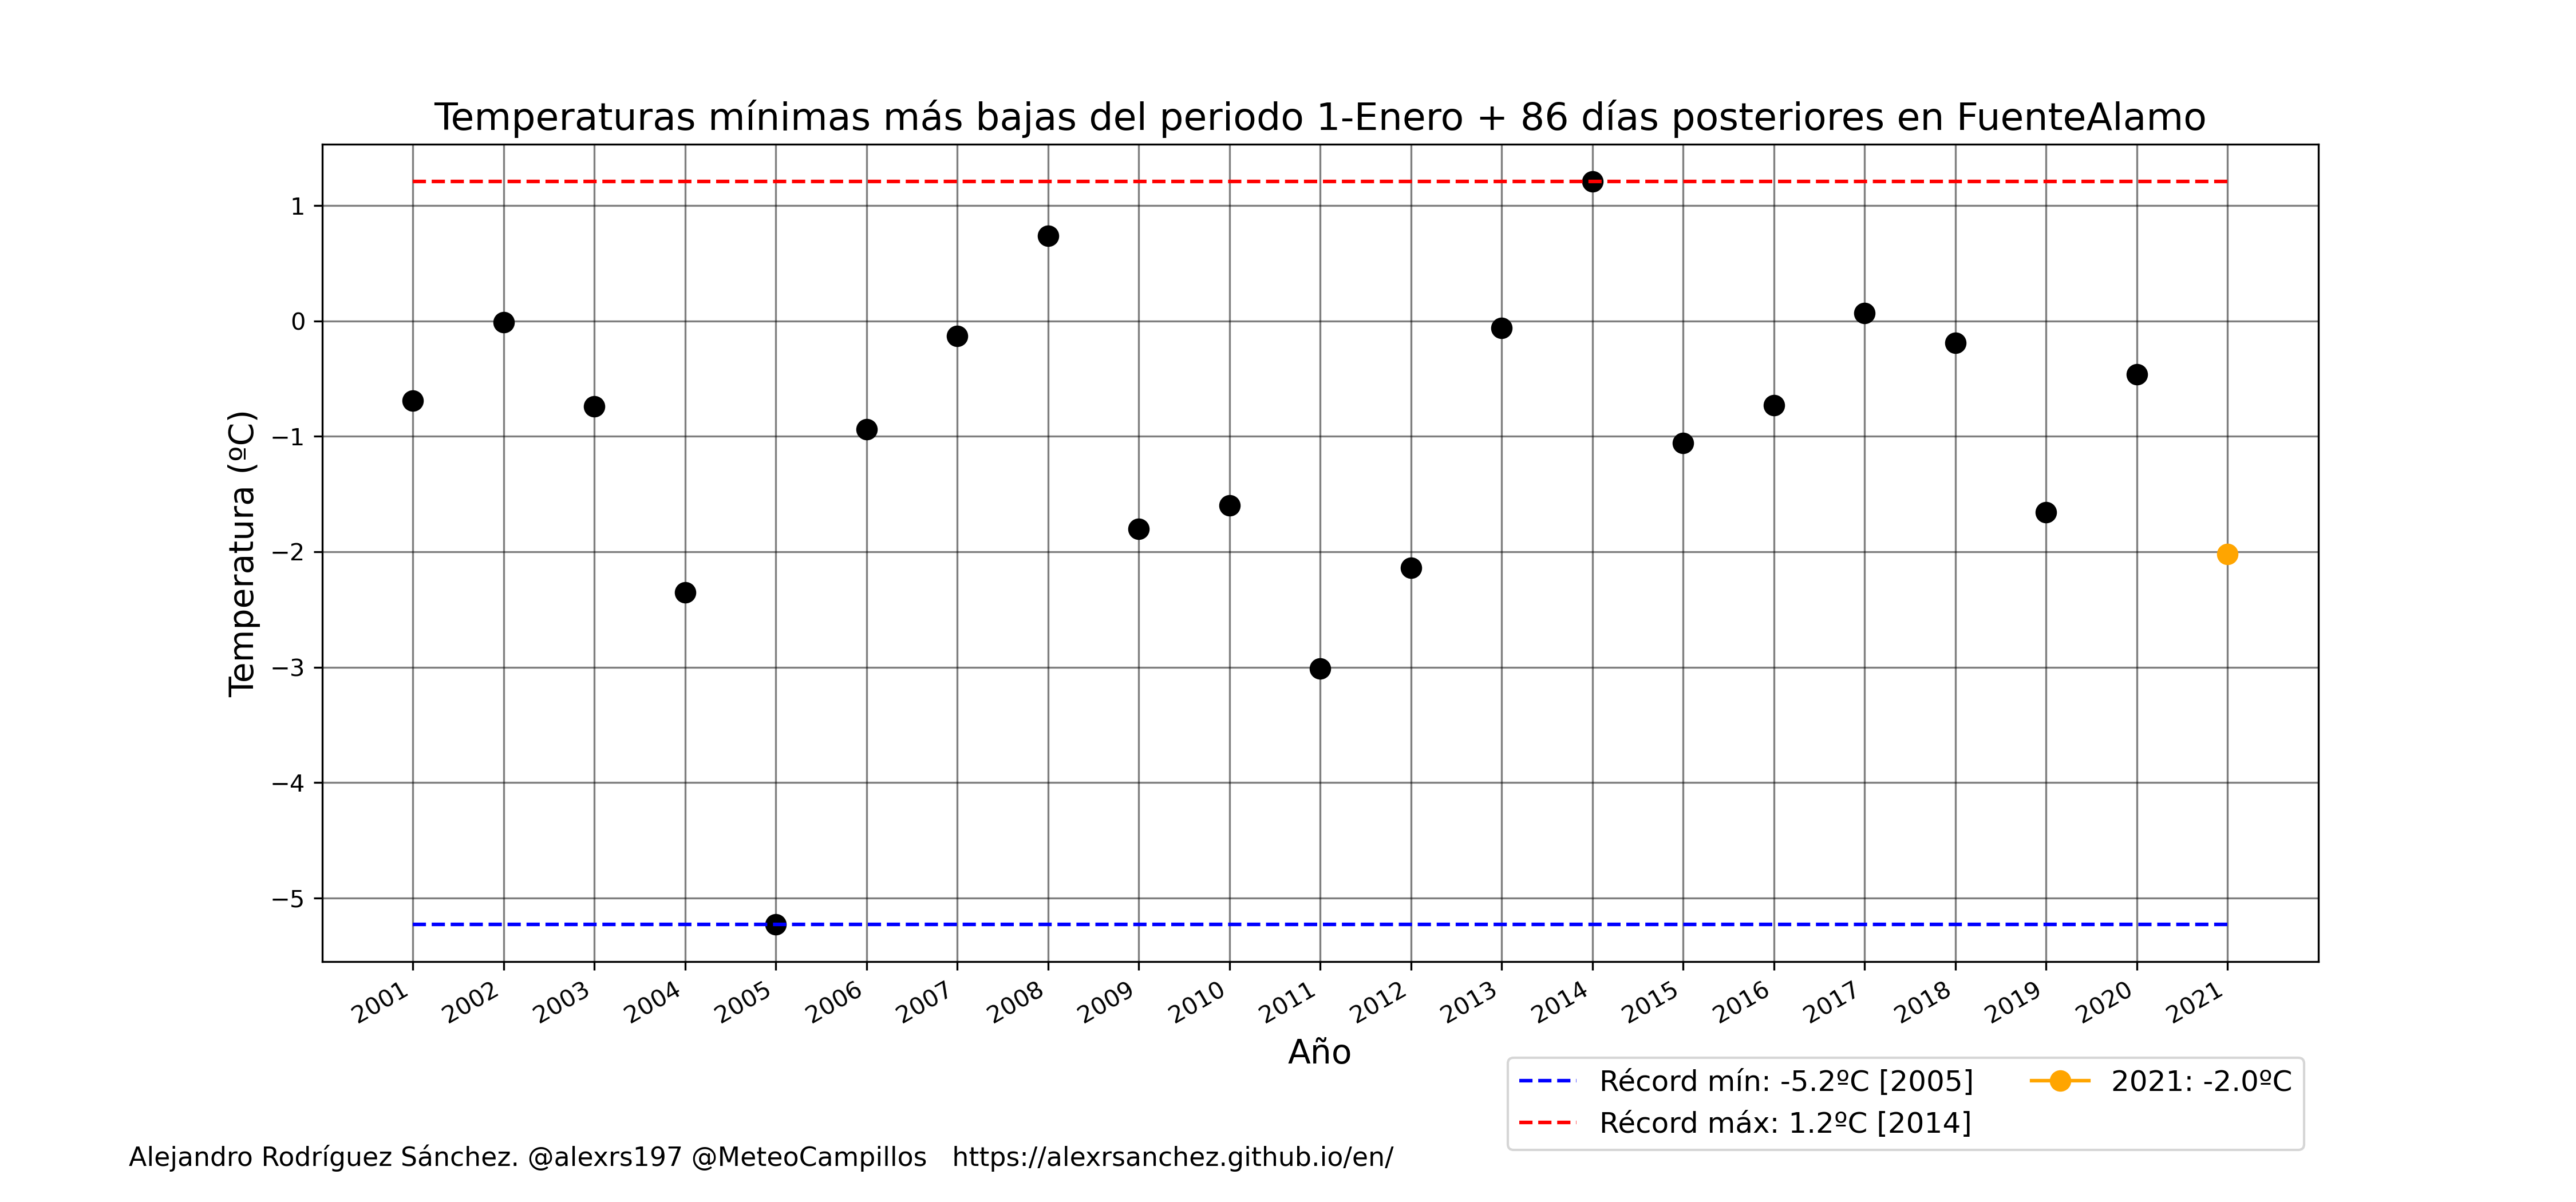 Temperaturas mínimas más bajas del periodo 1-Enero + 86 días posteriores en FuenteAlamo
Temperatura (ºC)
1
0
−1
−2
−3
−4
−5
2001 2002 2003 2004 2005 2006 2007 2008 2009 2010 2011 2012 2013 2014 2015 2016 2017 2018 2019 2020 2021
Año
Récord mín: -5.2ºC [2005]
Récord máx: 1.2ºC [2014]
2021: -2.0ºC
Alejandro Rodríguez Sánchez. @alexrs197 @MeteoCampillos https://alexrsanchez.github.io/en/